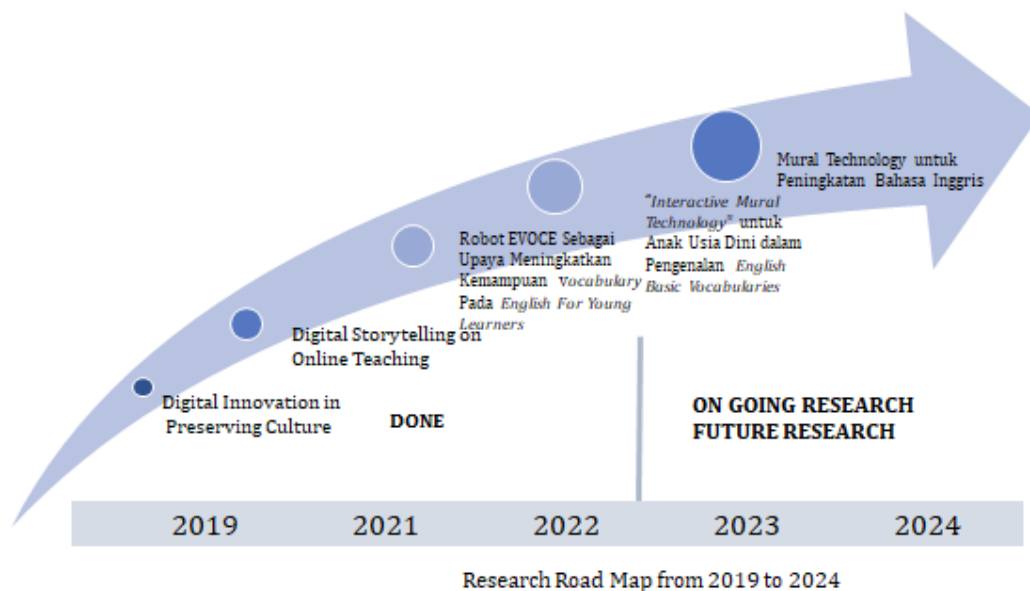 Mural Technology untuk
Peningkatan Bahasa Inggris
"Interactive Mural
Technology" untuk
Anak Usia Dini dalam
Pengenalan English
Basic Vocabularies
Robot EVOCE Sebagai
Upaya Meningkatkan
Kemampuan vocabulary
Pada English For Young
Learners
Digital Storytelling on
Online Teaching
Digital Innovation in
Preserving Culture
DONE
ON GOING RESEARCH
FUTURE RESEARCH
2019 2021 2022 2023 2024
Research Road Map from 2019 to 2024